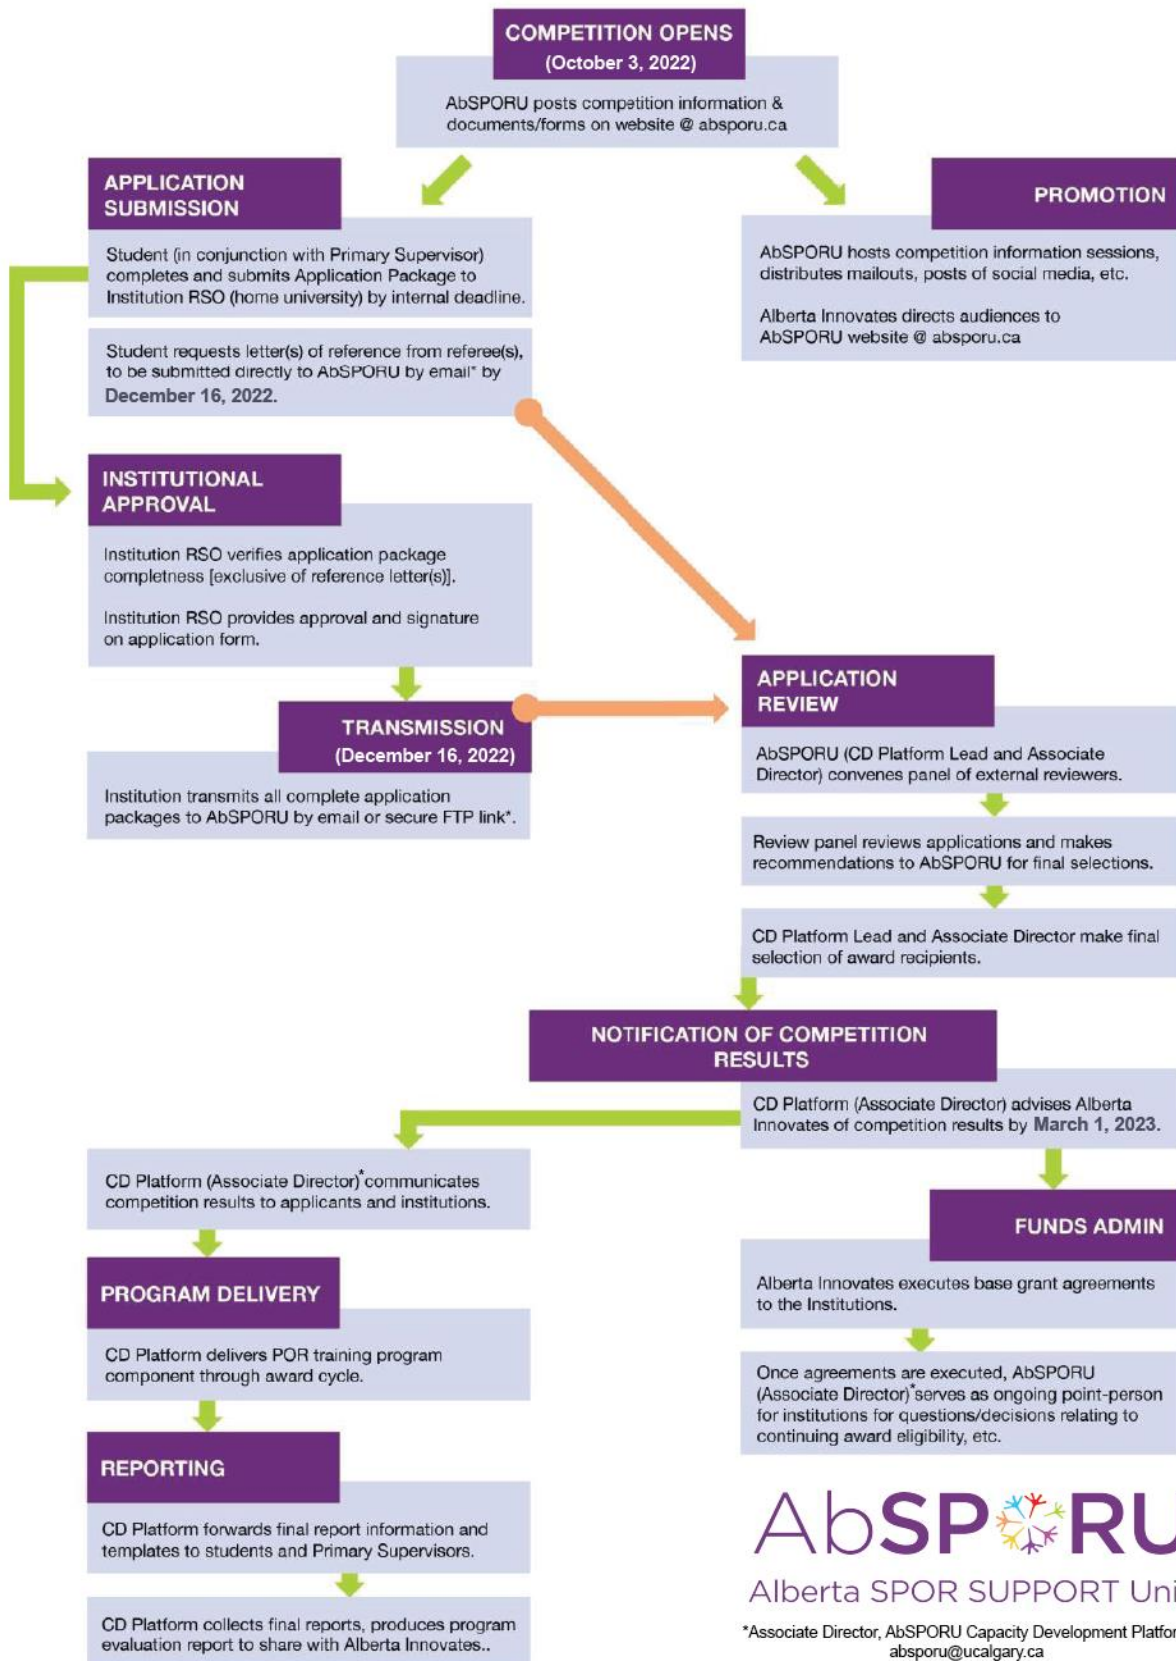 COMPETITION OPENS
(October 3, 2022)
AbSPORU posts competition information &
documents/forms on website @ absporu.ca
APPLICATION
SUBMISSION
Student (in conjunction with Primary Supervisor)
completes and submits Application Package to
Institution RSO (home university) by internal deadline.
Student requests letter(s) of reference from referee(s),
to be submitted directly to AbSPORU by email* by
December 16, 2022.
PROMOTION
AbSPORU hosts competition information sessions,
distributes mailouts, posts of social media, etc.
Alberta Innovates directs audiences to
AbSPORU website @ absporu.ca
INSTITUTIONAL
APPROVAL
Institution RSO verifies application package
completness [exclusive of reference letter(s)].
Institution RSO provides approval and signature
on application form.
TRANSMISSION
(December 16, 2022)
Institution transmits all complete application
packages to AbSPORU by email or secure FTP link*.
APPLICATION
REVIEW
AbSPORU (CD Platform Lead and Associate
Director) convenes panel of external reviewers.
Review panel reviews applications and makes
recommendations to AbSPORU for final selections.
CD Platform Lead and Associate Director make final
selection of award recipients.
NOTIFICATION OF COMPETITION
RESULTS
CD Platform (Associate Director) advises Alberta
Innovates of competition results by March 1, 2023.
CD Platform (Associate Director)* communicates
competition results to applicants and institutions.
PROGRAM DELIVERY
CD Platform delivers POR training program
component through award cycle.
REPORTING
CD Platform forwards final report information and
templates to students and Primary Supervisors.
CD Platform collects final reports, produces program
evaluation report to share with Alberta Innovates..
FUNDS ADMIN
Alberta Innovates executes base grant agreements
to the Institutions.
Once agreements are executed, AbSPORU
(Associate Director)* serves as ongoing point-person
for institutions for questions/decisions relating to
continuing award eligibility, etc.
AbSPORU
Alberta SPOR SUPPORT Uni
*Associate Director, AbSPORU Capacity Development Platfor
absporu@ucalgary.ca